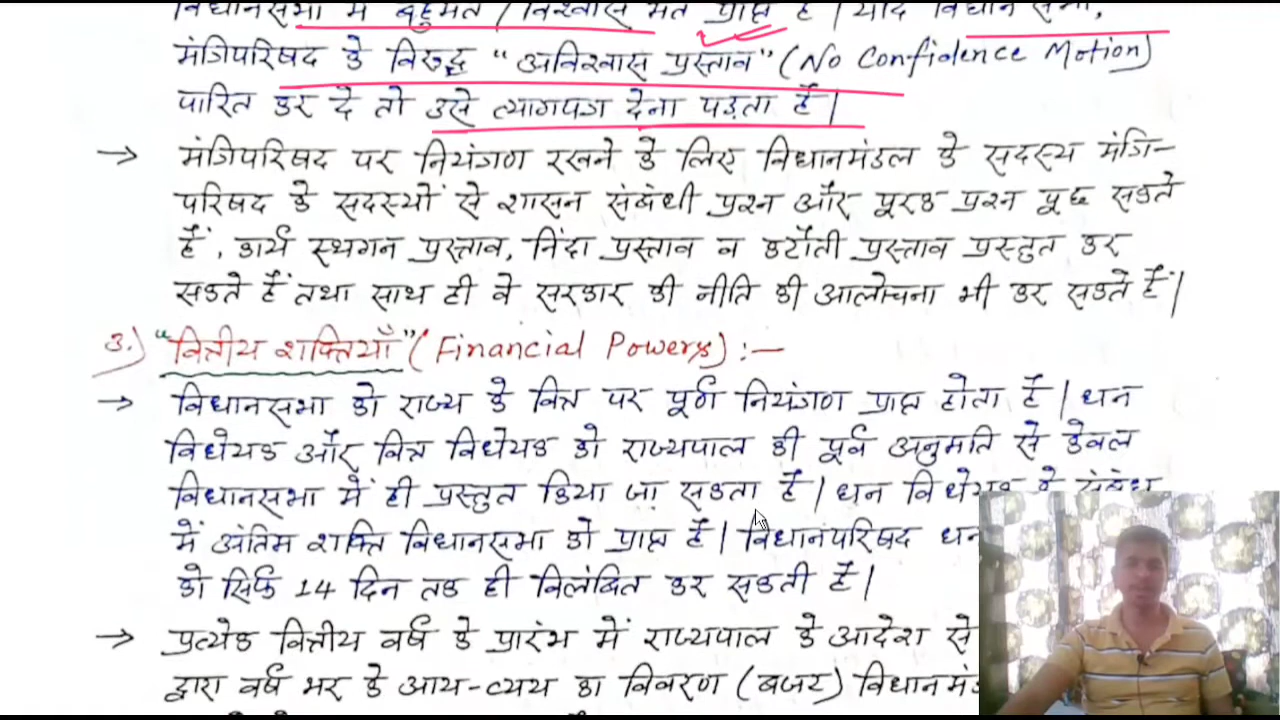 विधानसभा में बहुमत / विश्वास मत प्राप्त है। यदि विधान सभा,
मंत्रिपरिषद के विरुद्ध "अविश्वास प्रस्ताव" (No Confidence Motion)
पारित कर दे तो उसे त्यागपत्र देना पड़ता है।
→ मंत्रिपरिषद पर नियंत्रण रखने के लिए विधानमंडल के सदस्य मंत्रि-
परिषद के सदस्यों से शासन संबंधी प्रश्न और पूरक प्रश्न पूछ सकते
हैं, कार्य स्थगन प्रस्ताव, निंदा प्रस्ताव व कटौती प्रस्ताव प्रस्तुत कर
सकते हैं तथा साथ ही वे सरकार की नीति की आलोचना भी कर सकते हैं।
3.) "वित्तीय शक्तियाँ" (Financial Powers) :—
→ विधानसभा को राज्य के वित्त पर पूर्ण नियंत्रण प्राप्त होता है। धन
विधेयक और वित्त विधेयक को राज्यपाल की पूर्व अनुमति से केवल
विधानसभा में ही प्रस्तुत किया जा सकता है। धन विधेयक के संबंध
में अंतिम शक्ति विधानसभा को प्राप्त है। विधानपरिषद धन
को सिर्फ 14 दिन तक ही विलंबित कर सकती है।
→ प्रत्येक वित्तीय वर्ष के प्रारंभ में राज्यपाल के आदेश से
द्वारा वर्ष भर के आय-व्यय का विवरण (बजट) विधानमं